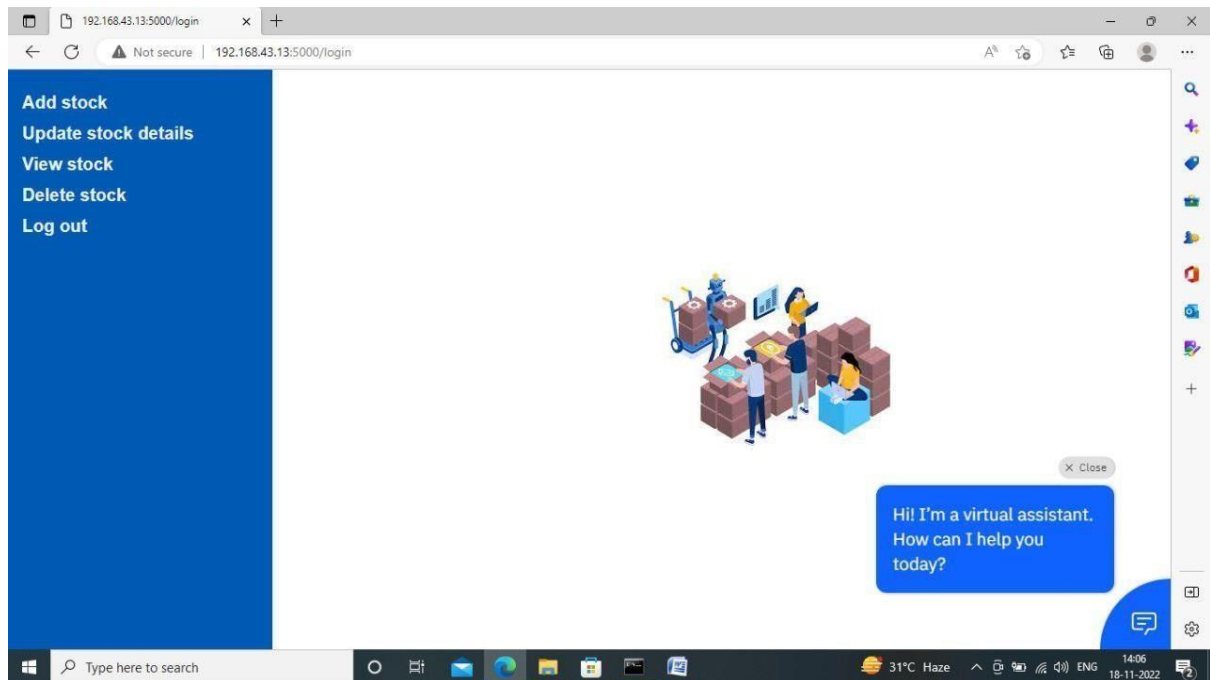 192.168.43.13:5000/login
Not secure | 192.168.43.13:5000/login
Add stock
Update stock details
View stock
Delete stock
Log out
× Close
Hi! I'm a virtual assistant.
How can I help you
today?
Type here to search
31°C Haze
ENG
14:06
18-11-2022
2